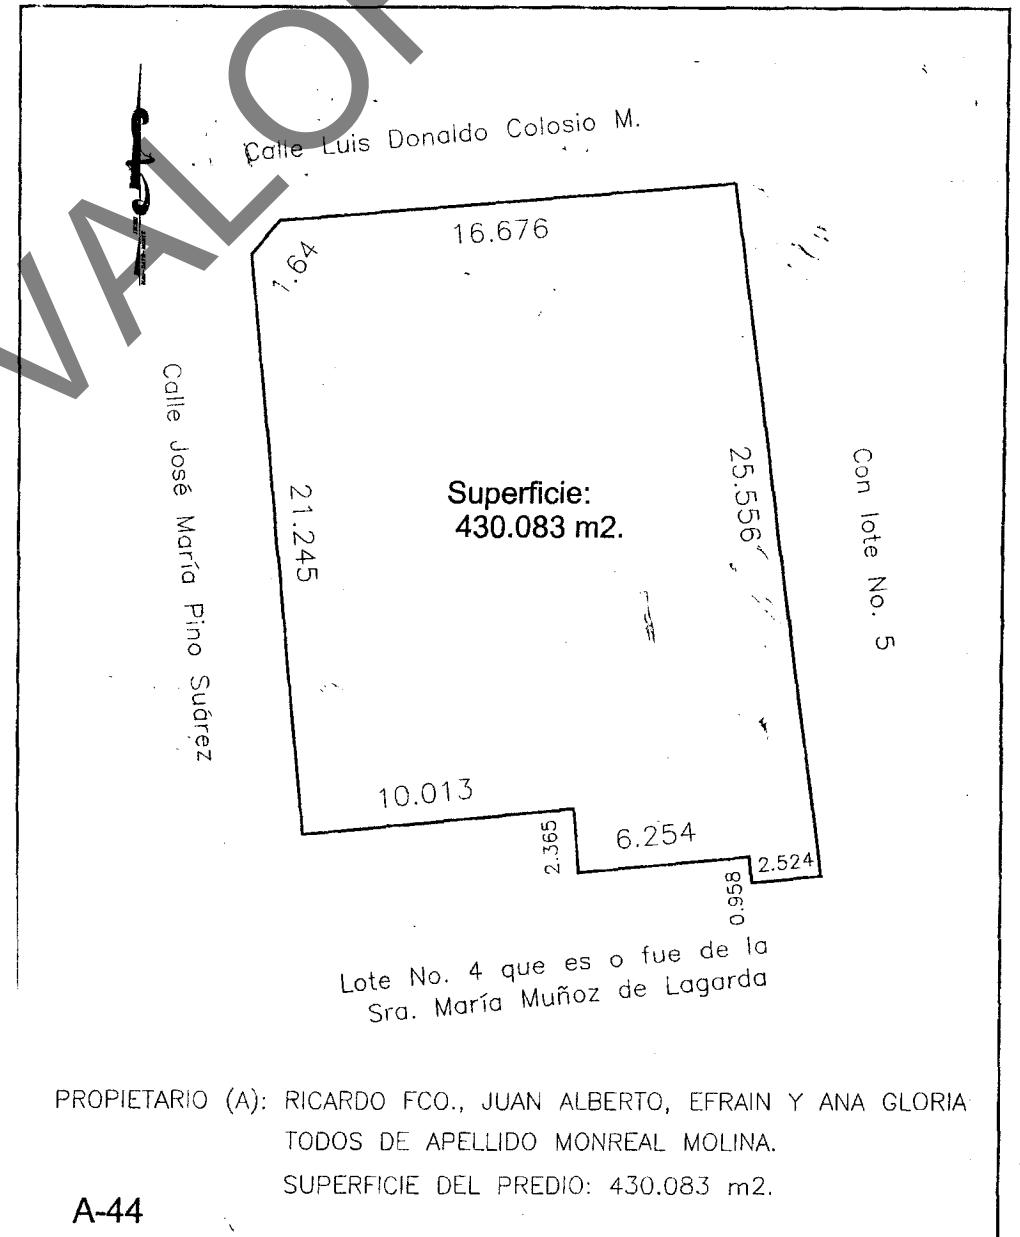 VALOR
Calle Luis Donaldo Colosio M.
16.676
1.64
Calle José María Pino Suárez
21.245
Superficie:
430.083 m2.
25.556
Con lote No. 5
10.013
2.365
6.254
0.958
2.524
Lote No. 4 que es o fue de la
Sra. María Muñoz de Lagarda
PROPIETARIO (A): RICARDO FCO., JUAN ALBERTO, EFRAIN Y ANA GLORIA
TODOS DE APELLIDO MONREAL MOLINA.
SUPERFICIE DEL PREDIO: 430.083 m2.
A-44